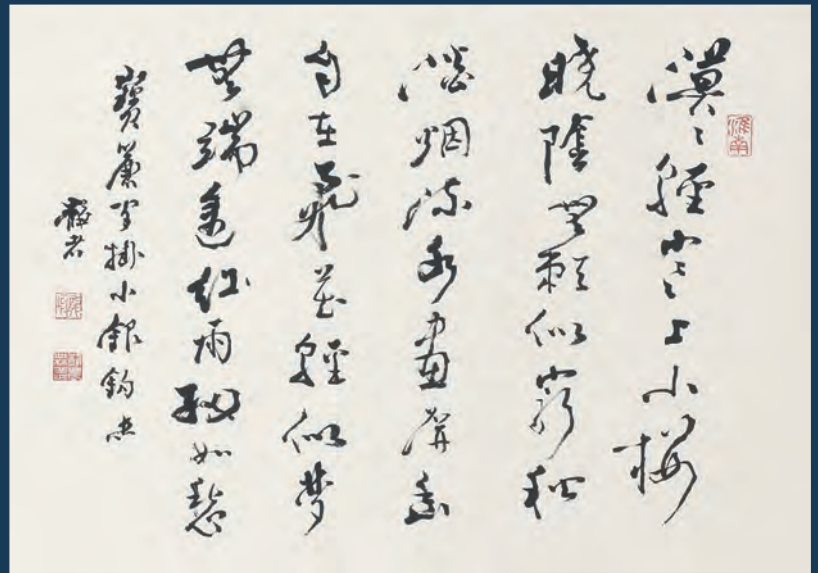 漠々輕寒上小樓
曉陰無賴似窮秋
淡烟流水畫屏幽
自在飛花輕似夢
無端邊絲雨細如愁
寶簾閑掛小銀鈎